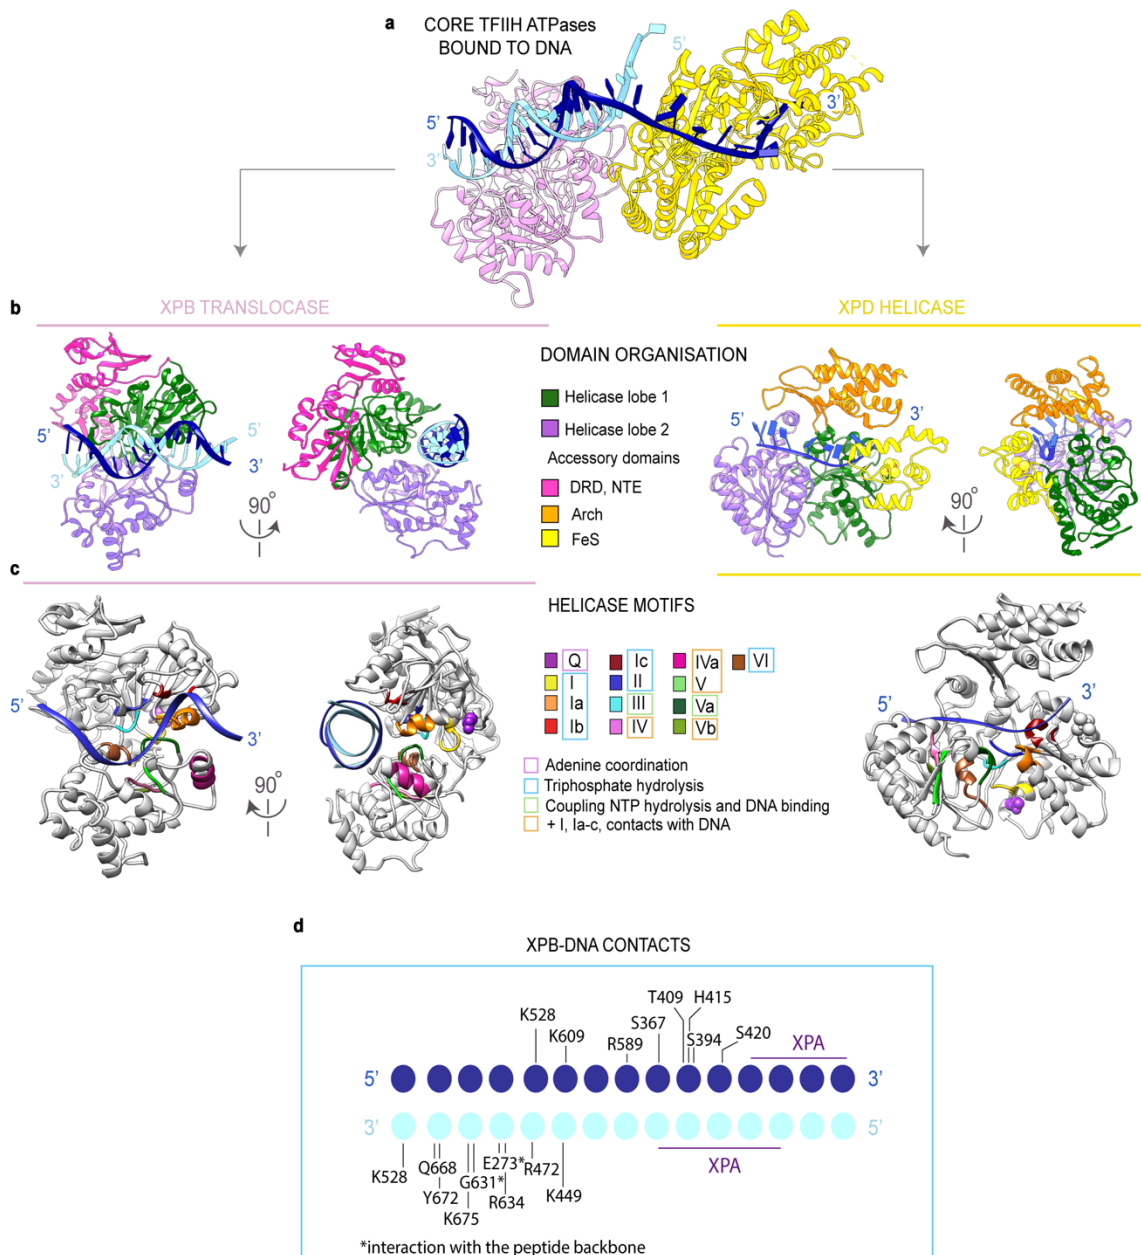 a
CORE TFIIH ATPases
BOUND TO DNA
5’
5’
3’
3’
b
XPB TRANSLOCASE
XPD HELICASE
DOMAIN ORGANISATION
Helicase lobe 1
Helicase lobe 2
Accessory domains
DRD, NTE
Arch
FeS
5’
3’
5’
3’
90°
5’
3’
90°
c
HELICASE MOTIFS
Q Ic IVa VI
I II V
Ia III Va
Ib IV Vb
Adenine coordination
Triphosphate hydrolysis
Coupling NTP hydrolysis and DNA binding
+ I, Ia-c, contacts with DNA
5’
3’
90°
5’
3’
d
XPB-DNA CONTACTS
T409 H415
K528 S367
K609 R589 S394 S420
XPA
5’ 3’
3’ 5’
XPA
K528 Q668 E273* R472
Y672 G631* R634 K449
K675
*interaction with the peptide backbone